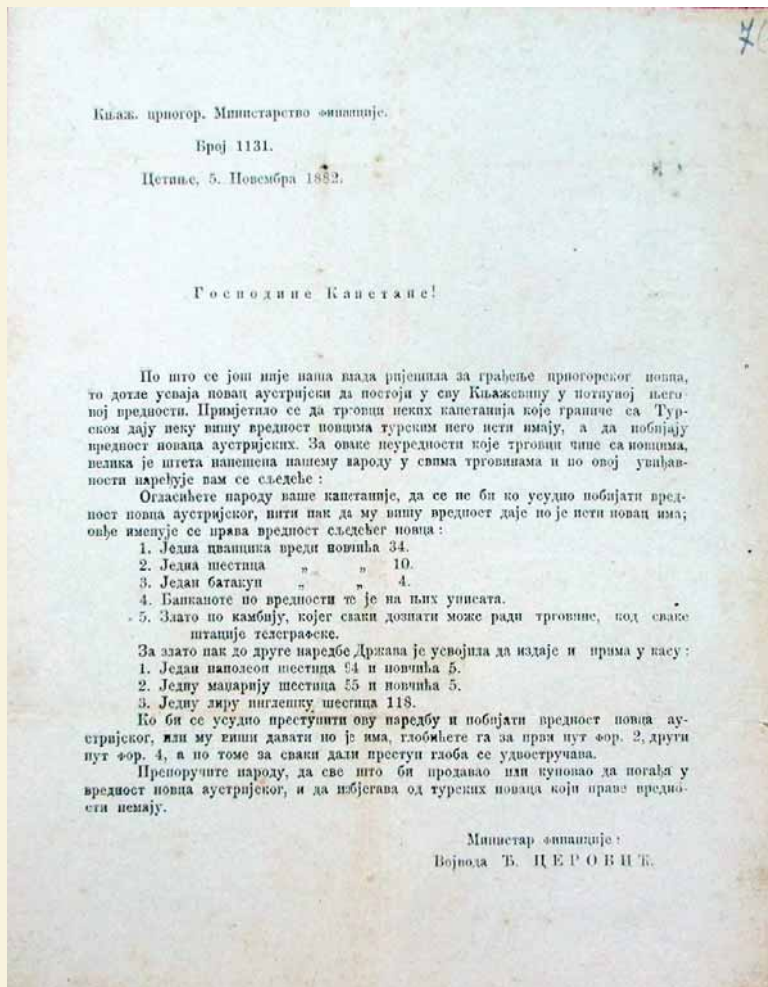 7(
Књаж. црногор. Министарство финанције.
Број 1131.
Цетиње, 5. Новембра 1882.
Господине Капетане!
По што се још није наша влада ријешила за грађење црногорског новца,
то дотле усваја новац аустријски да постоји у сву Књажевину у потпуној њего-
вој вредности. Примјетило се да трговци неких капетанија које граниче са Тур-
ском дају неку вишу вредност новцима турским него исти имају, а да побијају
вредност новаца аустријских. За оваке неуредности које трговци чине са новцима,
велика је штета нанешена нашему народу у свима трговинама и по овој увиђав-
ности наређује вам се сљедеће :
Огласићете народу ваше капетаније, да се не би ко усудио побијати вред-
ност новца аустријског, нити пак да му вишу вредност даје но је исти новац има;
овђе именује се права вредност сљедећег новца :
1. Једна цванцика вреди новчића 34.
2. Једна шестица „ „ 10.
3. Један батакун „ „ 4.
4. Банканоте по вредности те је на њих уписата.
5. Злато по камбију, којег сваки дознати може ради трговине, код сваке
штације телеграфске.
За злато пак до друге наредбе Држава је усвојила да издаје и прима у касу :
1. Један наполеон шестица 94 и новчића 5.
2. Једну маџарију шестица 55 и новчића 5.
3. Једну лиру инглешку шестица 118.
Ко би се усудио преступити ову наредбу и побијати вредност новца ау-
стријског, или му виши давати но је има, глобићете га за први пут фор. 2, други
пут фор. 4, а по томе за сваки даљи преступ глоба се удвостручава.
Препоручите народу, да све што би продавао или куповао да погађа у
вредност новца аустријског, и да избјегава од турских новаца који праве вредно-
сти немају.
Министар финанције :
Војвода Ђ. ЦЕРОВИЋ.